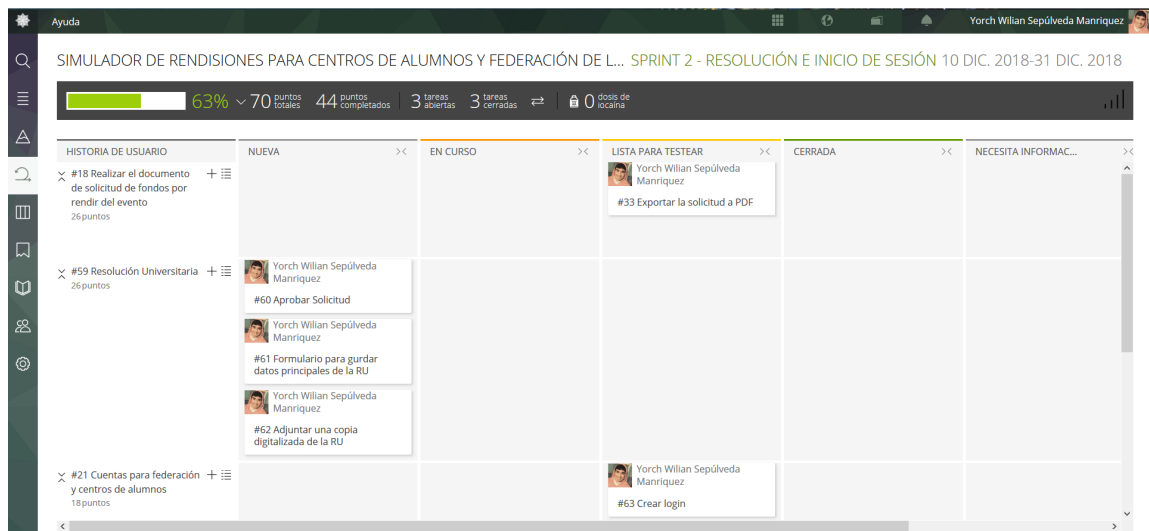 Ayuda
Yorch Wilian Sepúlveda Manriquez
SIMULADOR DE RENDISIONES PARA CENTROS DE ALUMNOS Y FEDERACIÓN DE L... SPRINT 2 - RESOLUCIÓN E INICIO DE SESIÓN 10 DIC. 2018-31 DIC. 2018
63% 70 puntos totales 44 puntos completados 3 tareas abiertas 3 tareas cerradas 0 dosis de iocaína
HISTORIA DE USUARIO NUEVA EN CURSO LISTA PARA TESTEAR CERRADA NECESITA INFORMAC...
#18 Realizar el documento
de solicitud de fondos por
rendir del evento
26 puntos
Yorch Wilian Sepúlveda
Manriquez
#33 Exportar la solicitud a PDF
#59 Resolución Universitaria
26 puntos
Yorch Wilian Sepúlveda
Manriquez
#60 Aprobar Solicitud
Yorch Wilian Sepúlveda
Manriquez
#61 Formulario para gurdar
datos principales de la RU
Yorch Wilian Sepúlveda
Manriquez
#62 Adjuntar una copia
digitalizada de la RU
#21 Cuentas para federación
y centros de alumnos
18 puntos
Yorch Wilian Sepúlveda
Manriquez
#63 Crear login